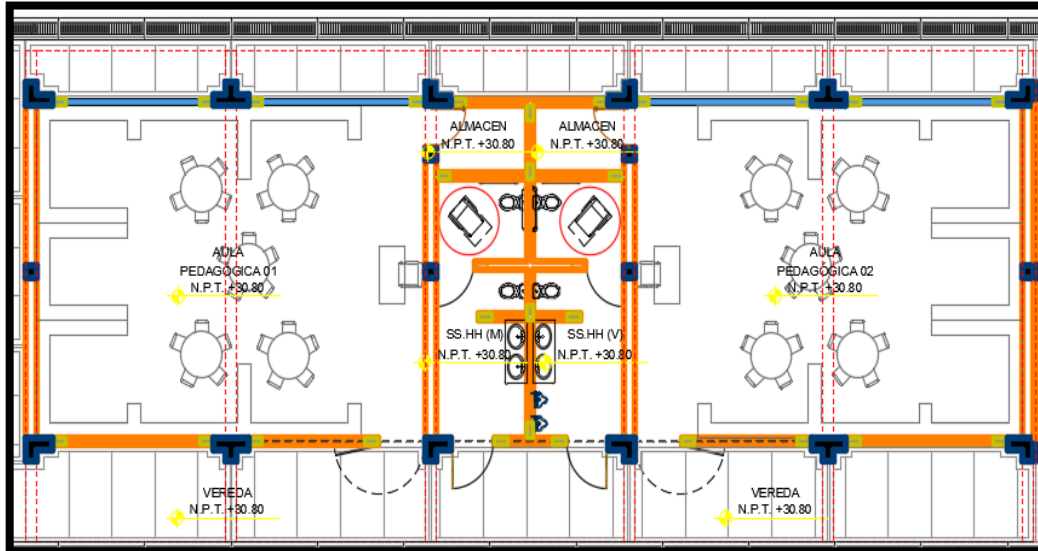 ALMACEN
N.P.T. +30.80
ALMACEN
N.P.T. +30.80
AULA
PEDAGOGICA 01
N.P.T. +30.80
AULA
PEDAGOGICA 02
N.P.T. +30.80
SS.HH (M)
N.P.T. +30.80
SS.HH (V)
N.P.T. +30.80
VEREDA
N.P.T. +30.80
VEREDA
N.P.T. +30.80